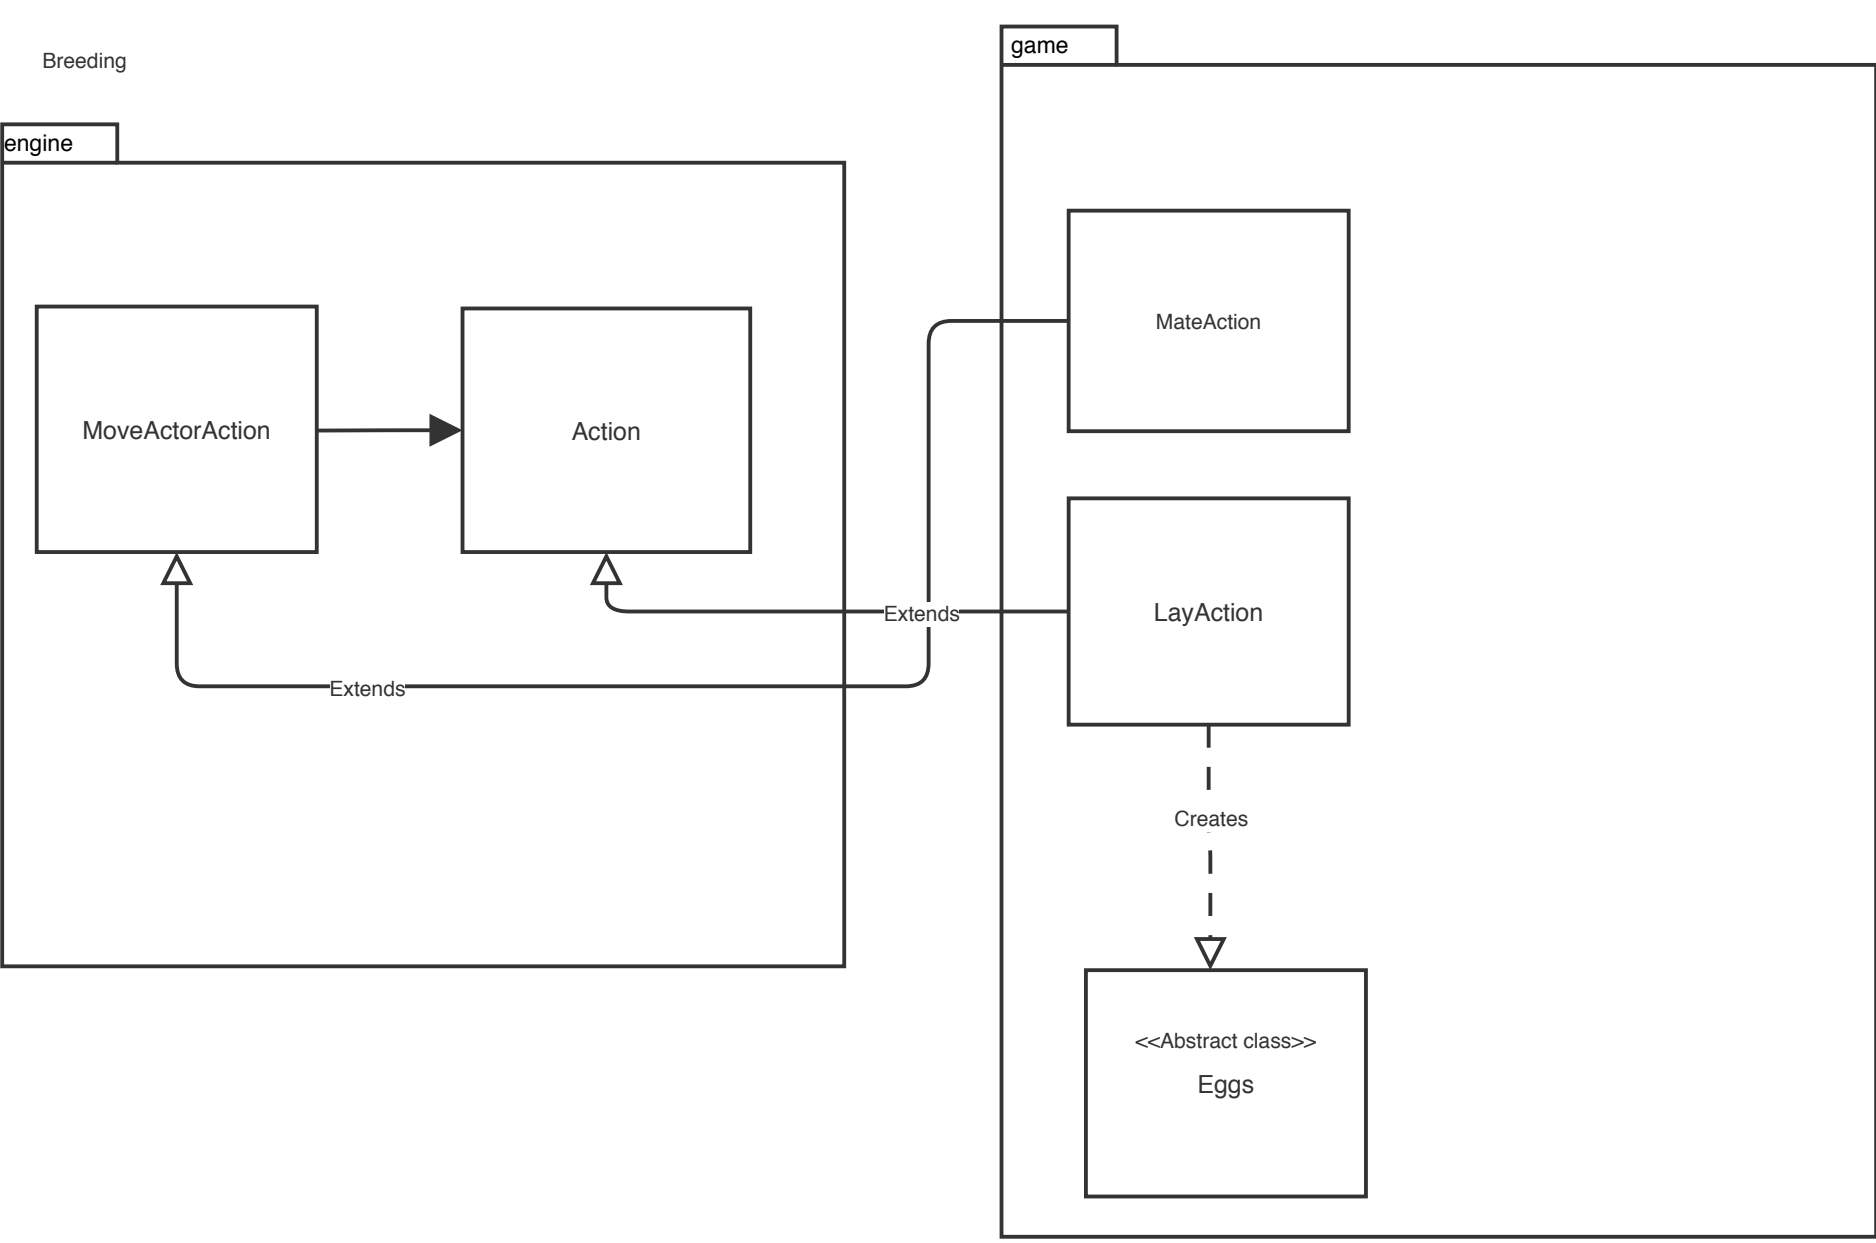 Breeding
engine
game
MoveActorAction
Action
MateAction
LayAction
Extends
Extends
Creates
<<Abstract class>>
Eggs